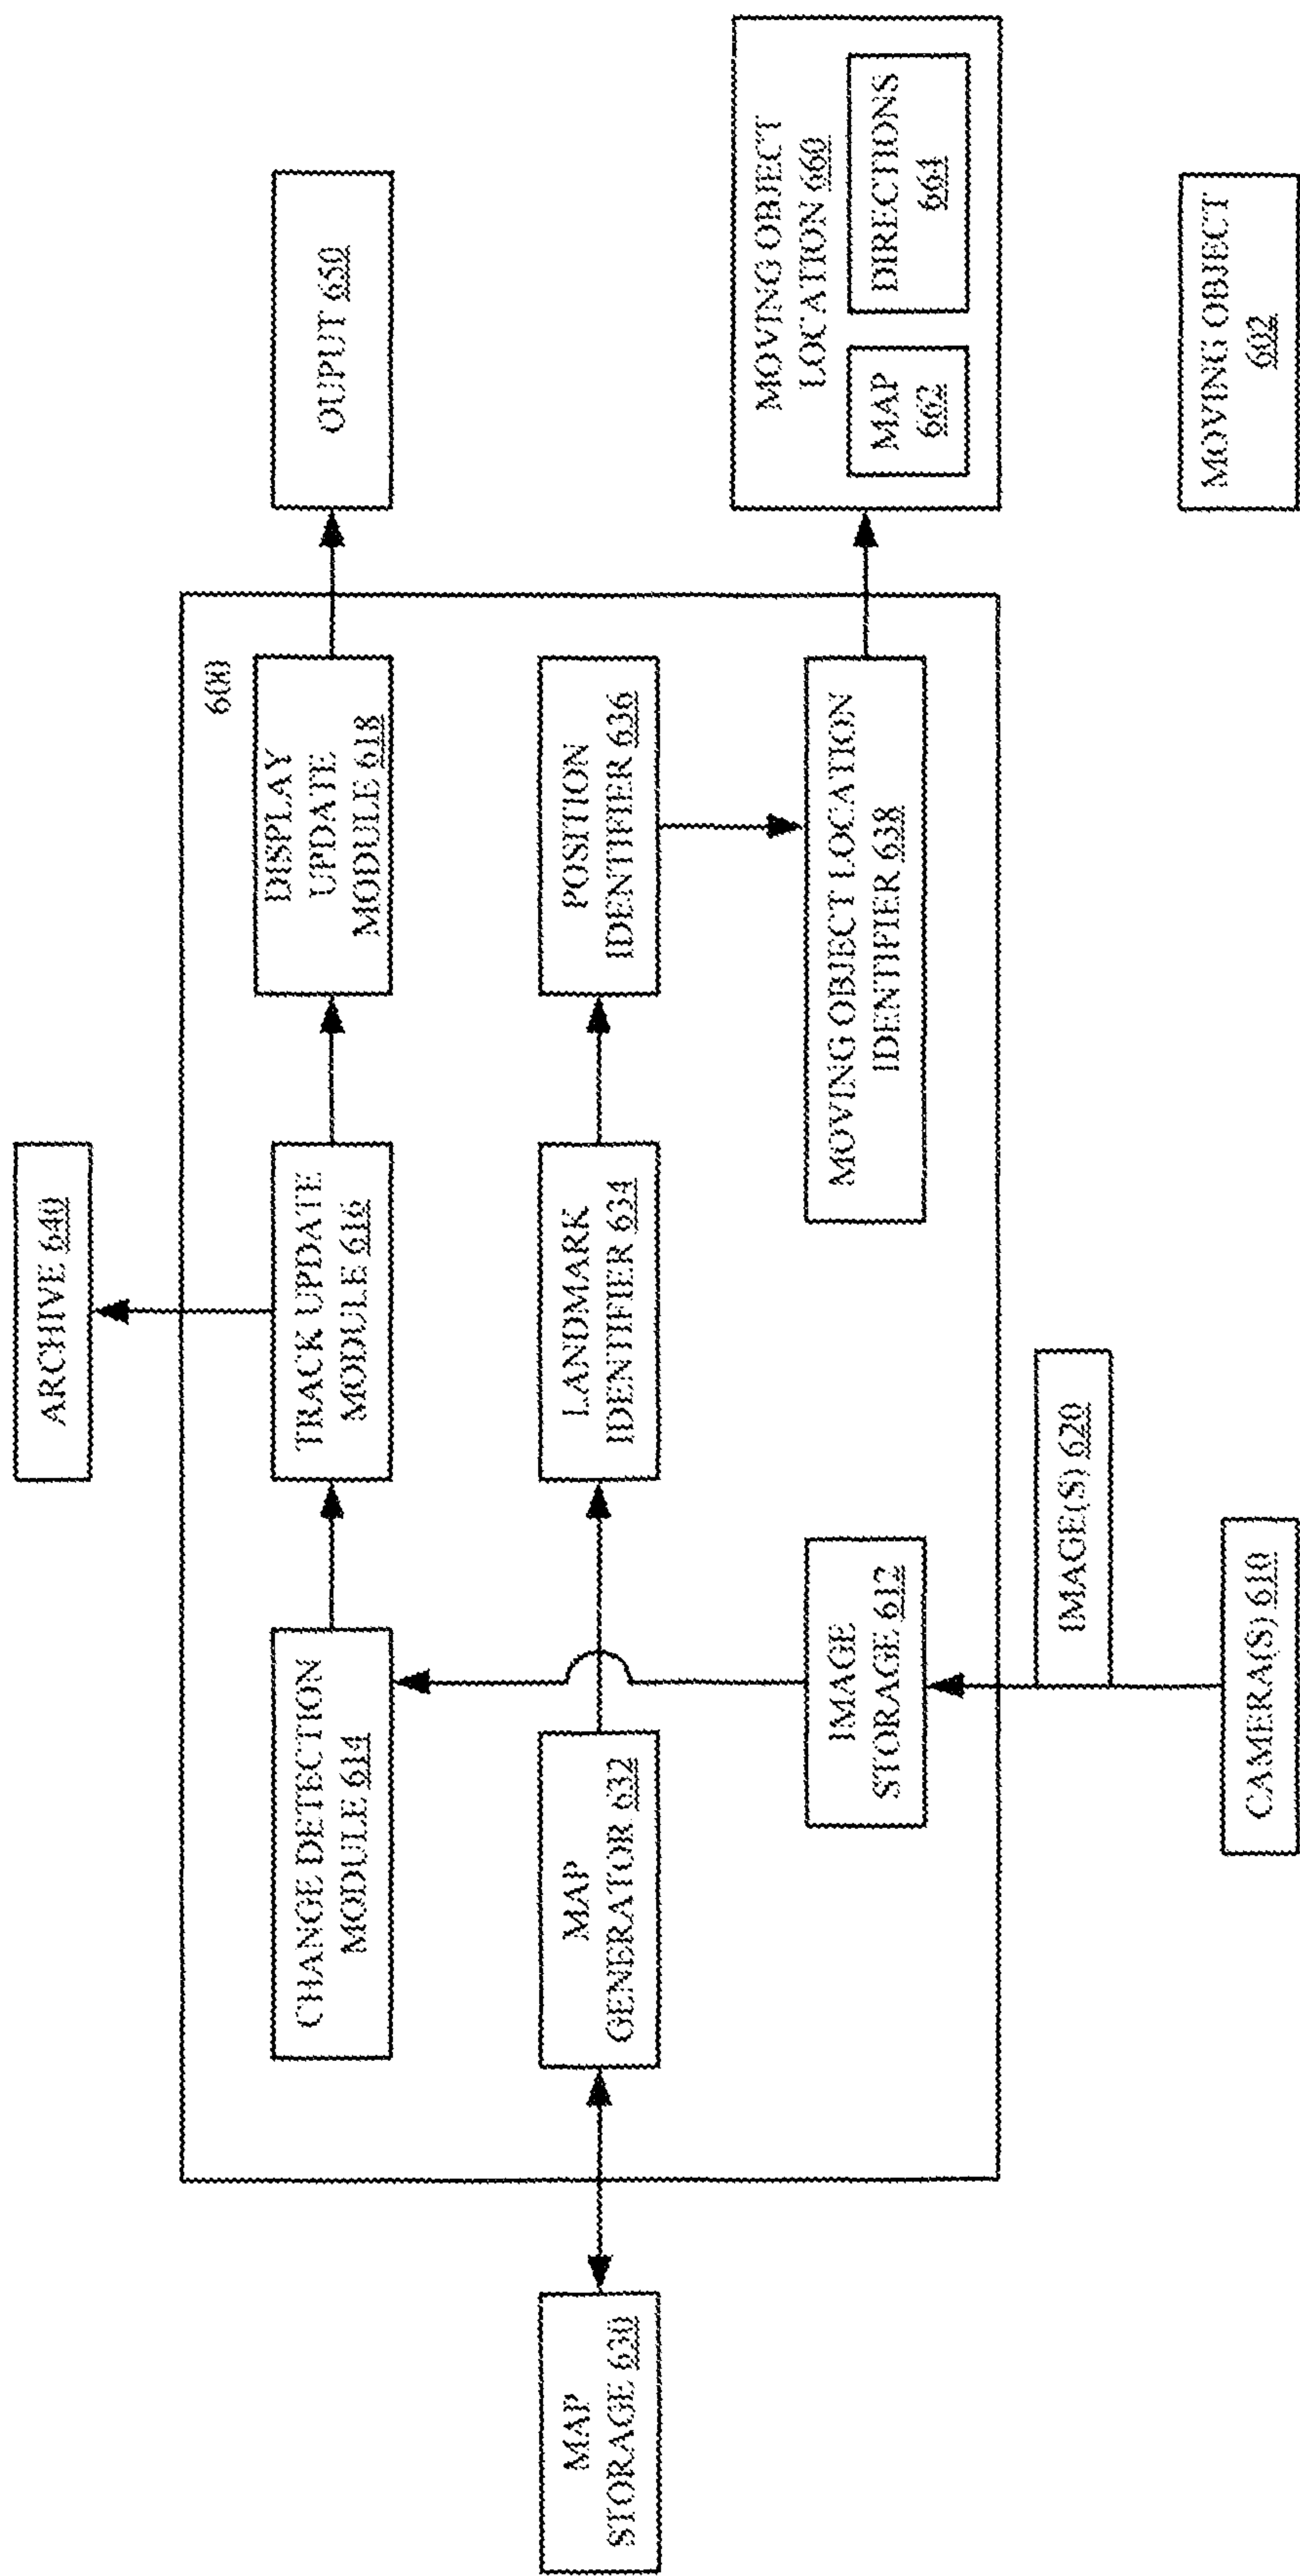 ARCHIVE 640
600
CHANGE DETECTION
MODULE 614
TRACK UPDATE
MODULE 616
DISPLAY
UPDATE
MODULE 618
OUPUT 650
MAP
STORAGE 630
MAP
GENERATOR 632
LANDMARK
IDENTIFIER 634
POSITION
IDENTIFIER 636
IMAGE
STORAGE 612
MOVING OBJECT LOCATION
IDENTIFIER 638
MOVING OBJECT
LOCATION 660
MAP
662
DIRECTIONS
664
IMAGE(S) 620
CAMERA(S) 610
MOVING OBJECT
602